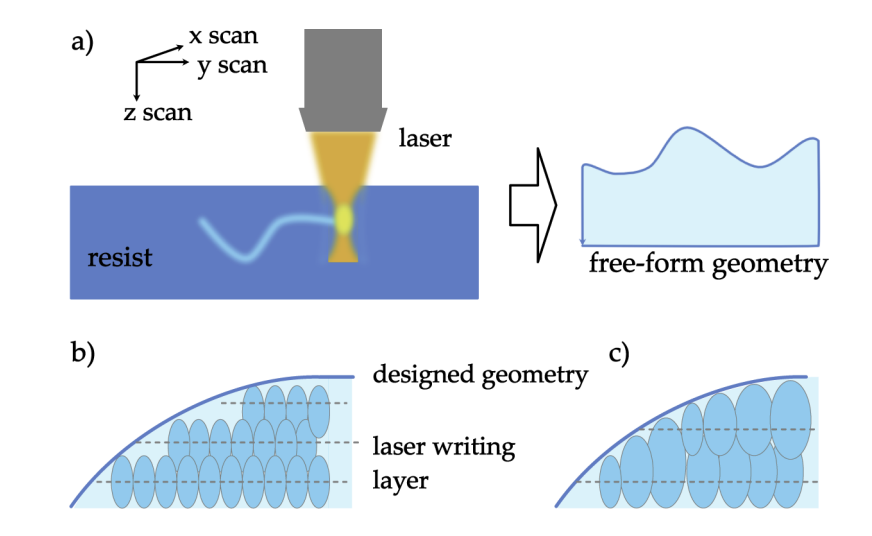 a)
x scan
y scan
z scan
laser
resist
free-form geometry
b)
c)
designed geometry
laser writing
layer